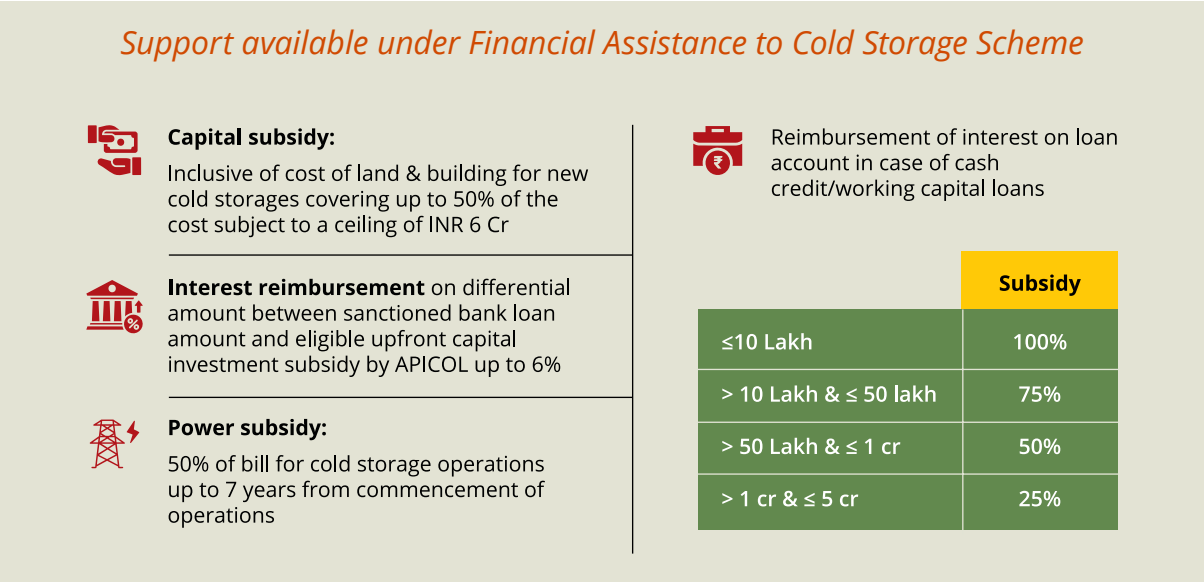 Support available under Financial Assistance to Cold Storage Scheme
Capital subsidy:
Inclusive of cost of land & building for new
cold storages covering up to 50% of the
cost subject to a ceiling of INR 6 Cr
Interest reimbursement on differential
amount between sanctioned bank loan
amount and eligible upfront capital
investment subsidy by APICOL up to 6%
Power subsidy:
50% of bill for cold storage operations
up to 7 years from commencement of
operations
Reimbursement of interest on loan
account in case of cash
credit/working capital loans
Subsidy
≤10 Lakh 100%
> 10 Lakh & ≤ 50 lakh 75%
> 50 Lakh & ≤ 1 cr 50%
> 1 cr & ≤ 5 cr 25%